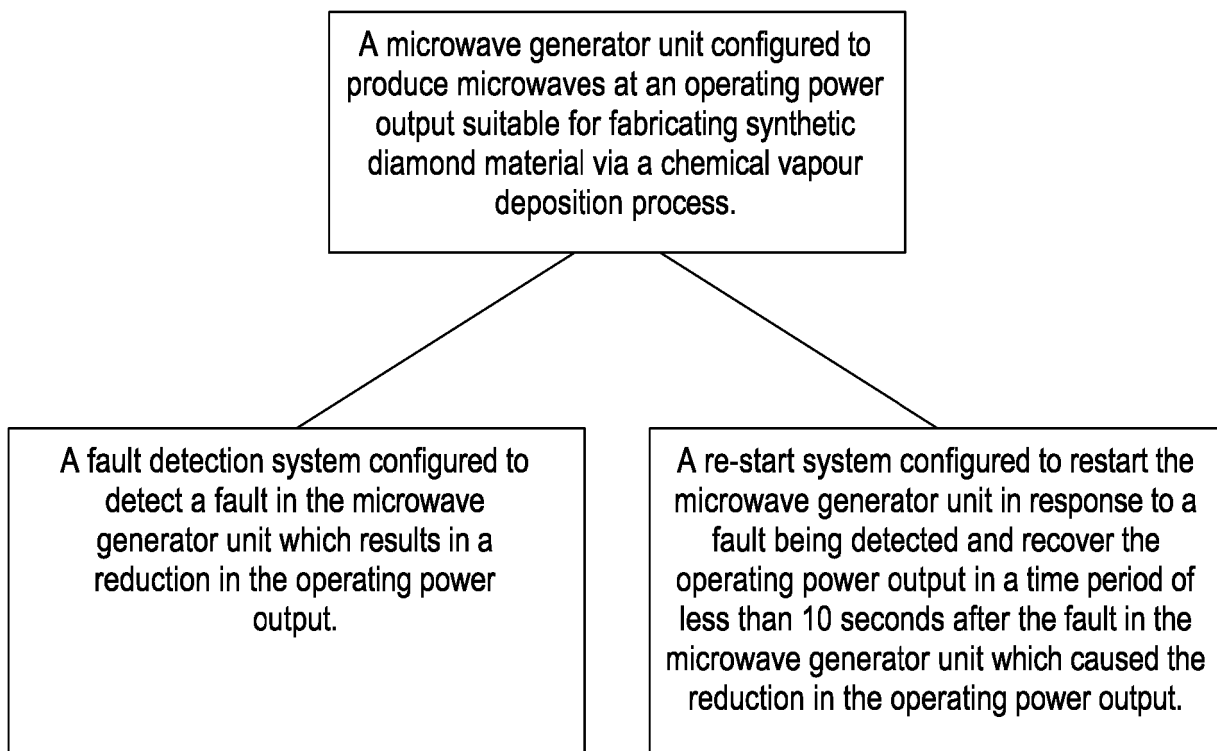 A microwave generator unit configured to
produce microwaves at an operating power
output suitable for fabricating synthetic
diamond material via a chemical vapour
deposition process.
A fault detection system configured to
detect a fault in the microwave
generator unit which results in a
reduction in the operating power
output.
A re-start system configured to restart the
microwave generator unit in response to a
fault being detected and recover the
operating power output in a time period of
less than 10 seconds after the fault in the
microwave generator unit which caused the
reduction in the operating power output.